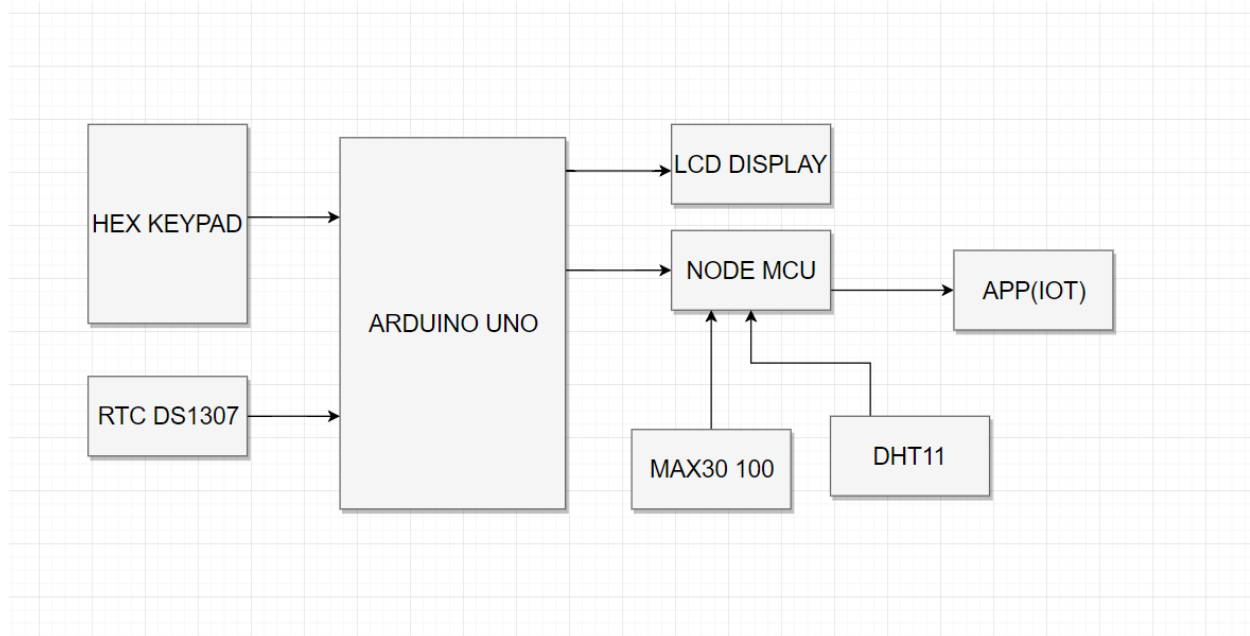 HEX KEYPAD
RTC DS1307
ARDUINO UNO
LCD DISPLAY
NODE MCU
APP(IOT)
MAX30 100
DHT11